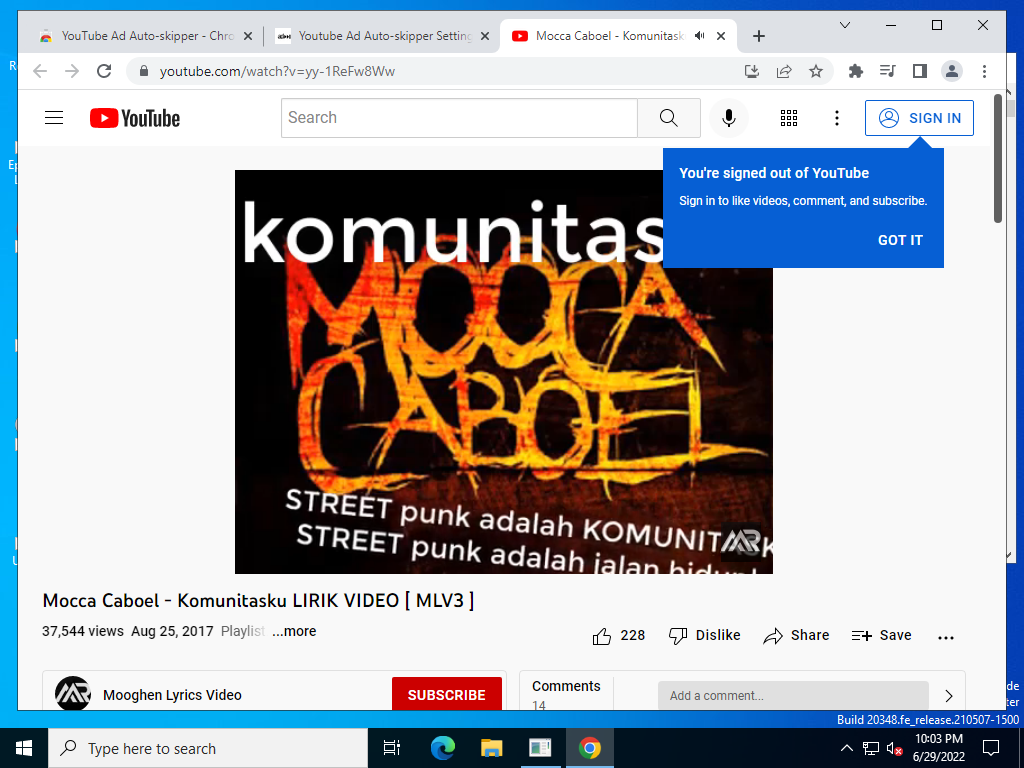 YouTube Ad Auto-skipper - Chro
Youtube Ad Auto-skipper Setting
Mocca Caboel - Komunitask
youtube.com/watch?v=yy-1ReFw8Ww
YouTube
Search
SIGN IN
You're signed out of YouTube
Sign in to like videos, comment, and subscribe.
GOT IT
komunitas
MOCCA
CABOEL
STREET punk adalah KOMUNITASK
STREET punk adalah jalan hidup
MR
Mocca Caboel - Komunitasku LIRIK VIDEO [ MLV3 ]
37,544 views Aug 25, 2017 Playlist ...more
228
Dislike
Share
Save
MR
Mooghen Lyrics Video
SUBSCRIBE
Comments
14
Add a comment...
Build 20348.fe_release.210507-1500
Type here to search
10:03 PM
6/29/2022